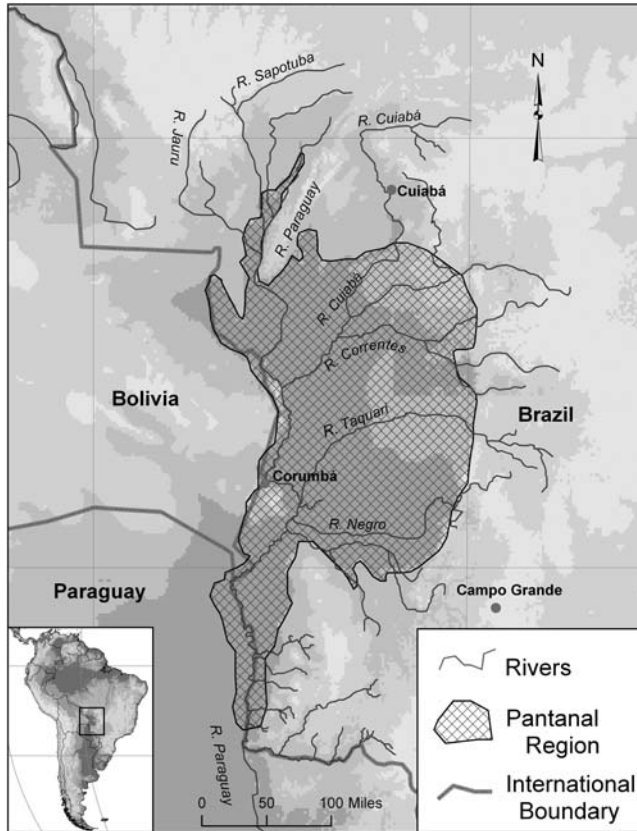 R. Sapotuba
N
R. Jauru
R. Cuiabá
Cuiabá
R. Paraguay
R. Cuiabá
R. Correntes
Bolivia
R. Taquari
Brazil
Corumbá
R. Negro
Paraguay
Campo Grande
Rivers
Pantanal
Region
R. Paraguay
International
Boundary
0 50 100 Miles